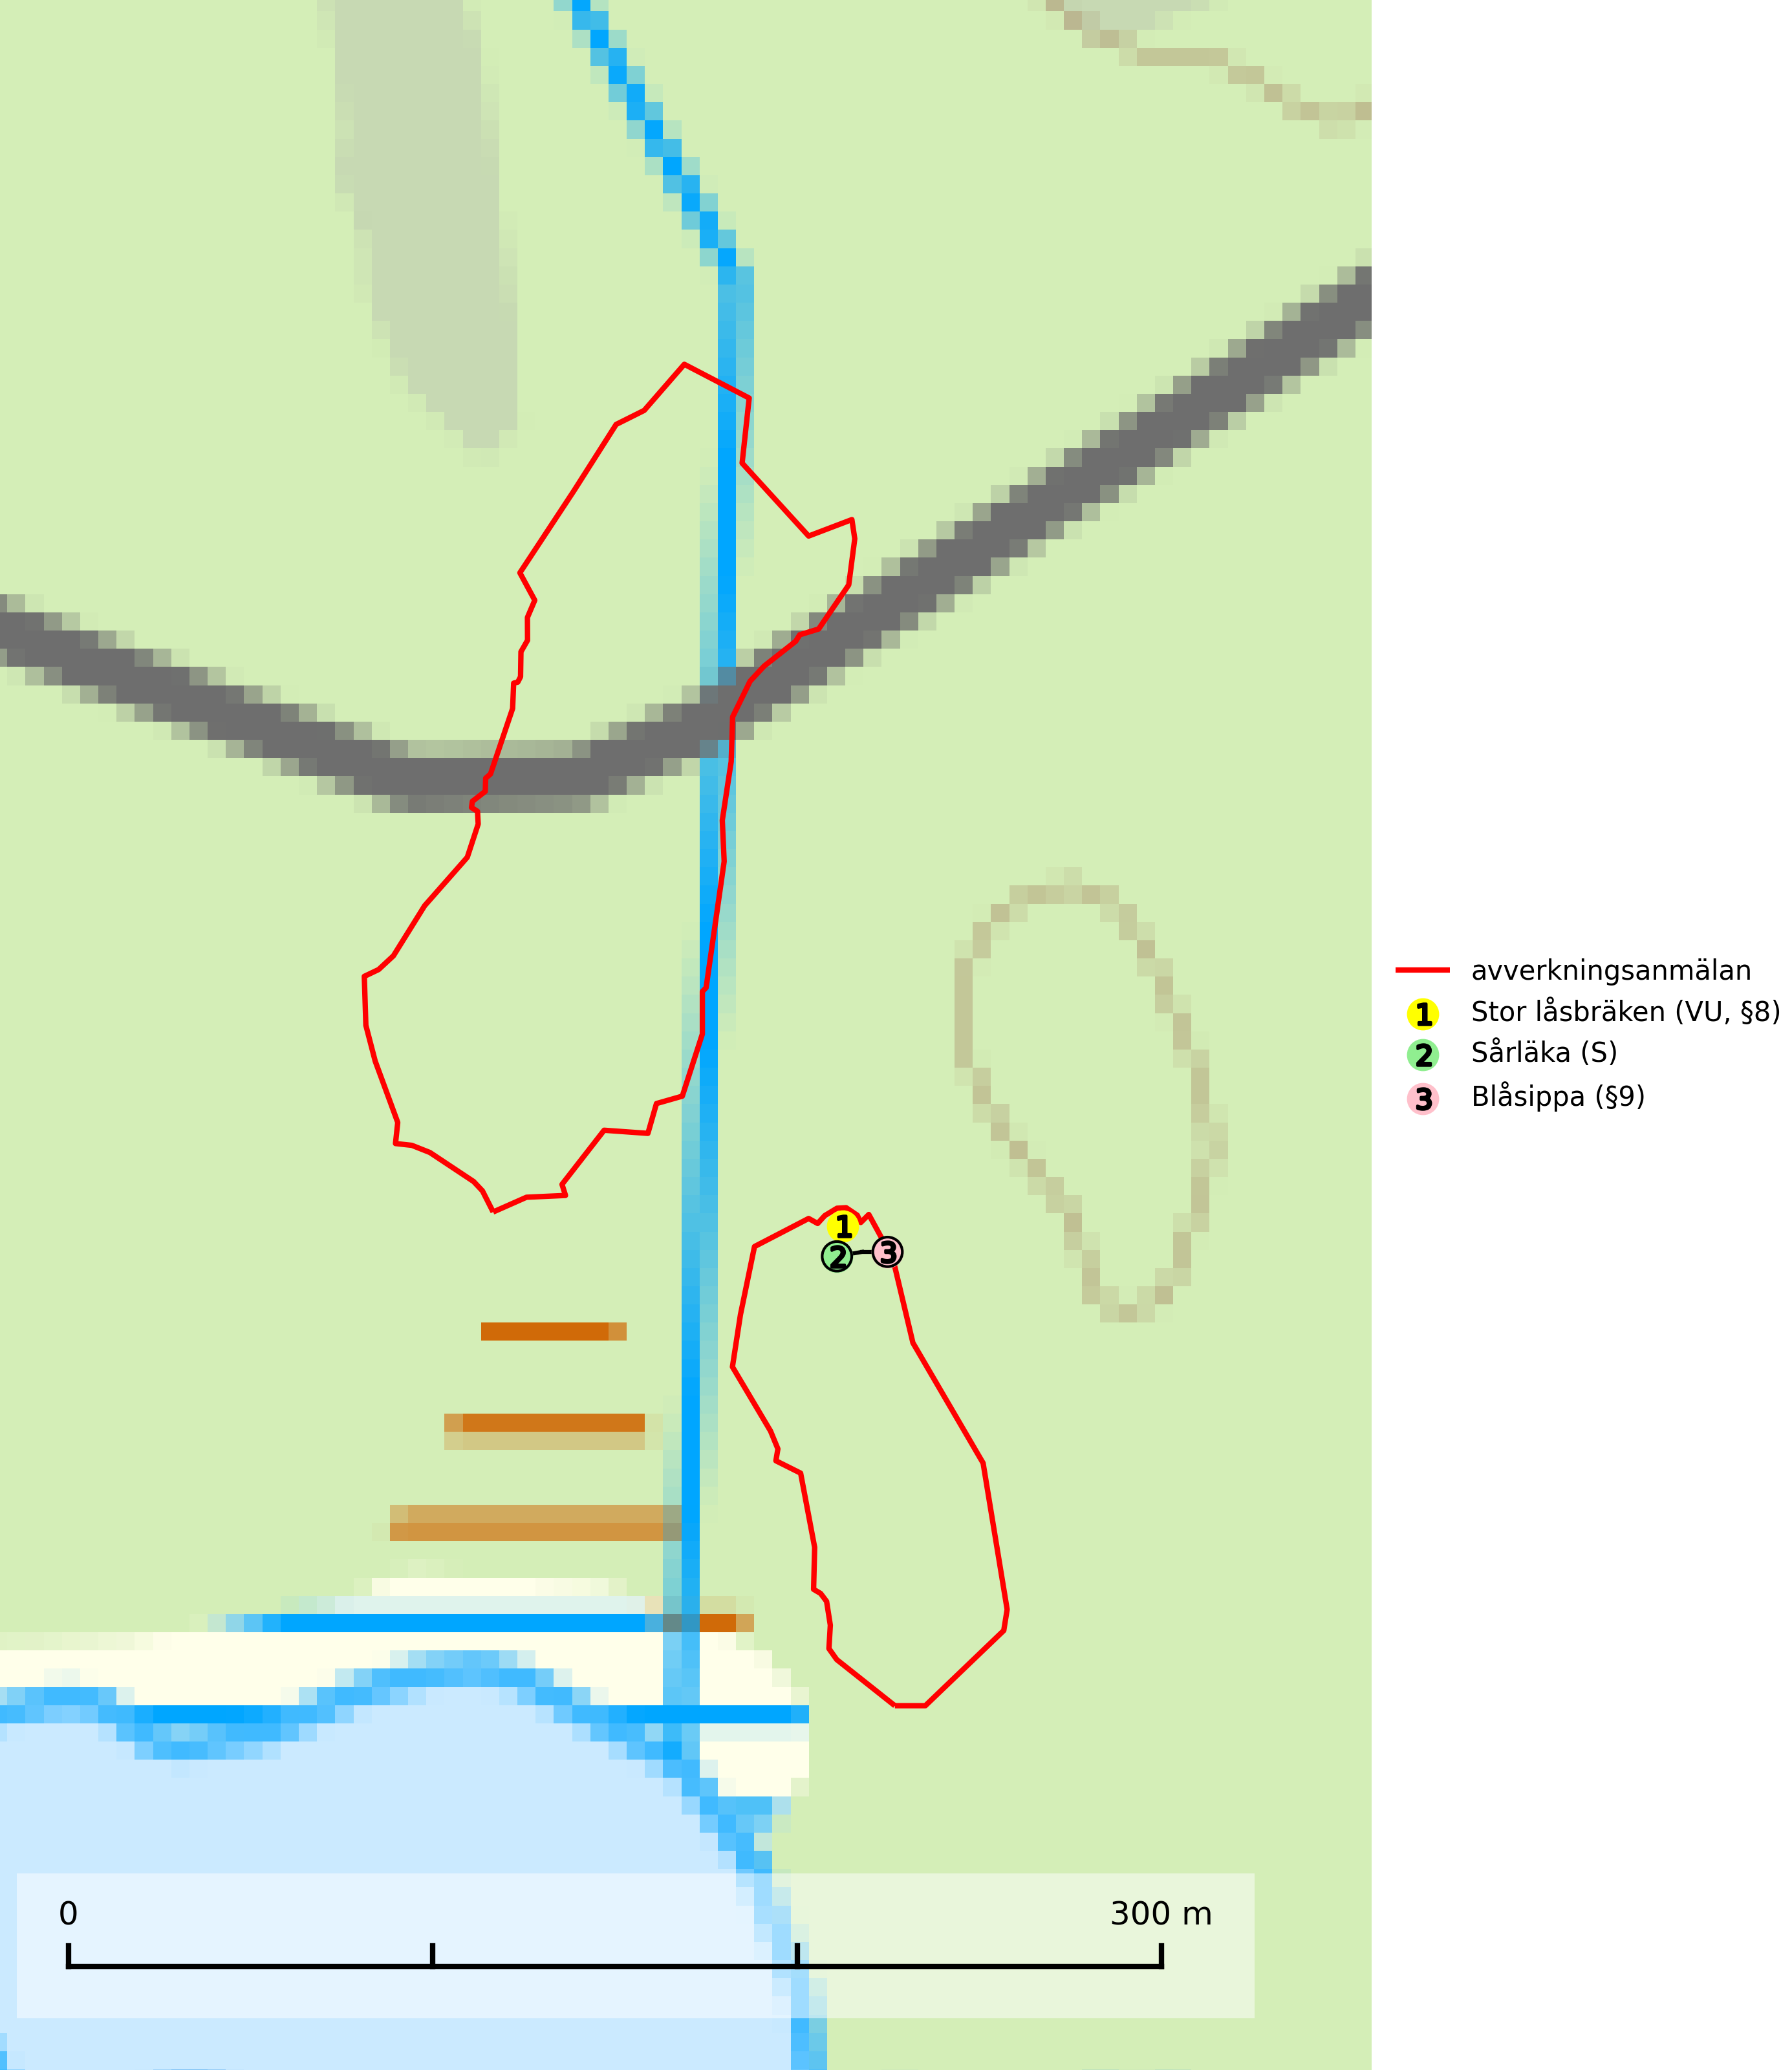 1
2 3
avverkningsanmälan
1 Stor låsbräken (VU, §8)
2 Sårläka (S)
3 Blåsippa (§9)
0 300 m